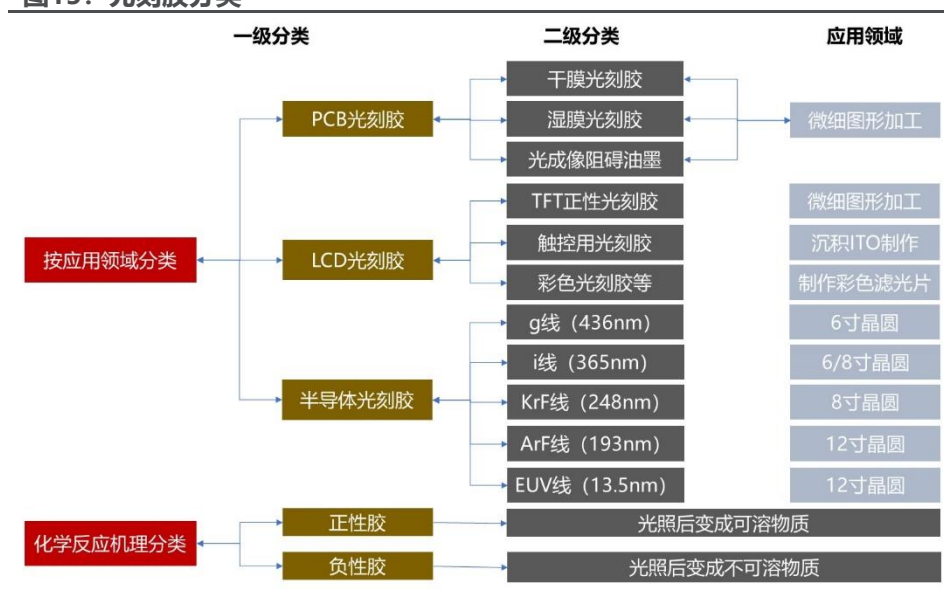 图15：光刻胶分类
一级分类 二级分类 应用领域
干膜光刻胶
PCB光刻胶 湿膜光刻胶 微细图形加工
光成像阻碍油墨
TFT正性光刻胶 微细图形加工
触控用光刻胶 沉积ITO制作
按应用领域分类 LCD光刻胶
彩色光刻胶等 制作彩色滤光片
g线（436nm） 6寸晶圆
i线（365nm） 6/8寸晶圆
半导体光刻胶 KrF线（248nm） 8寸晶圆
ArF线（193nm） 12寸晶圆
EUV线（13.5nm） 12寸晶圆
正性胶 光照后变成可溶物质
化学反应机理分类
负性胶 光照后变成不可溶物质